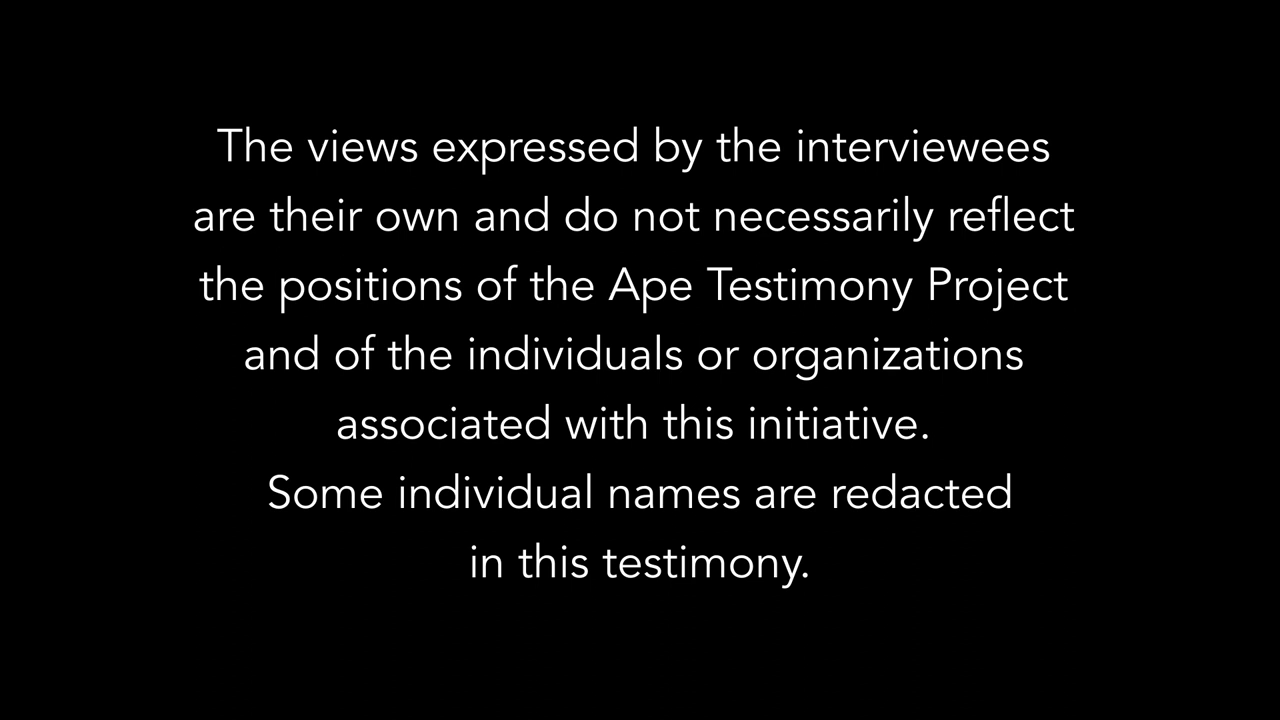 The views expressed by the interviewees
are their own and do not necessarily reflect
the positions of the Ape Testimony Project
and of the individuals or organizations
associated with this initiative.
Some individual names are redacted
in this testimony.